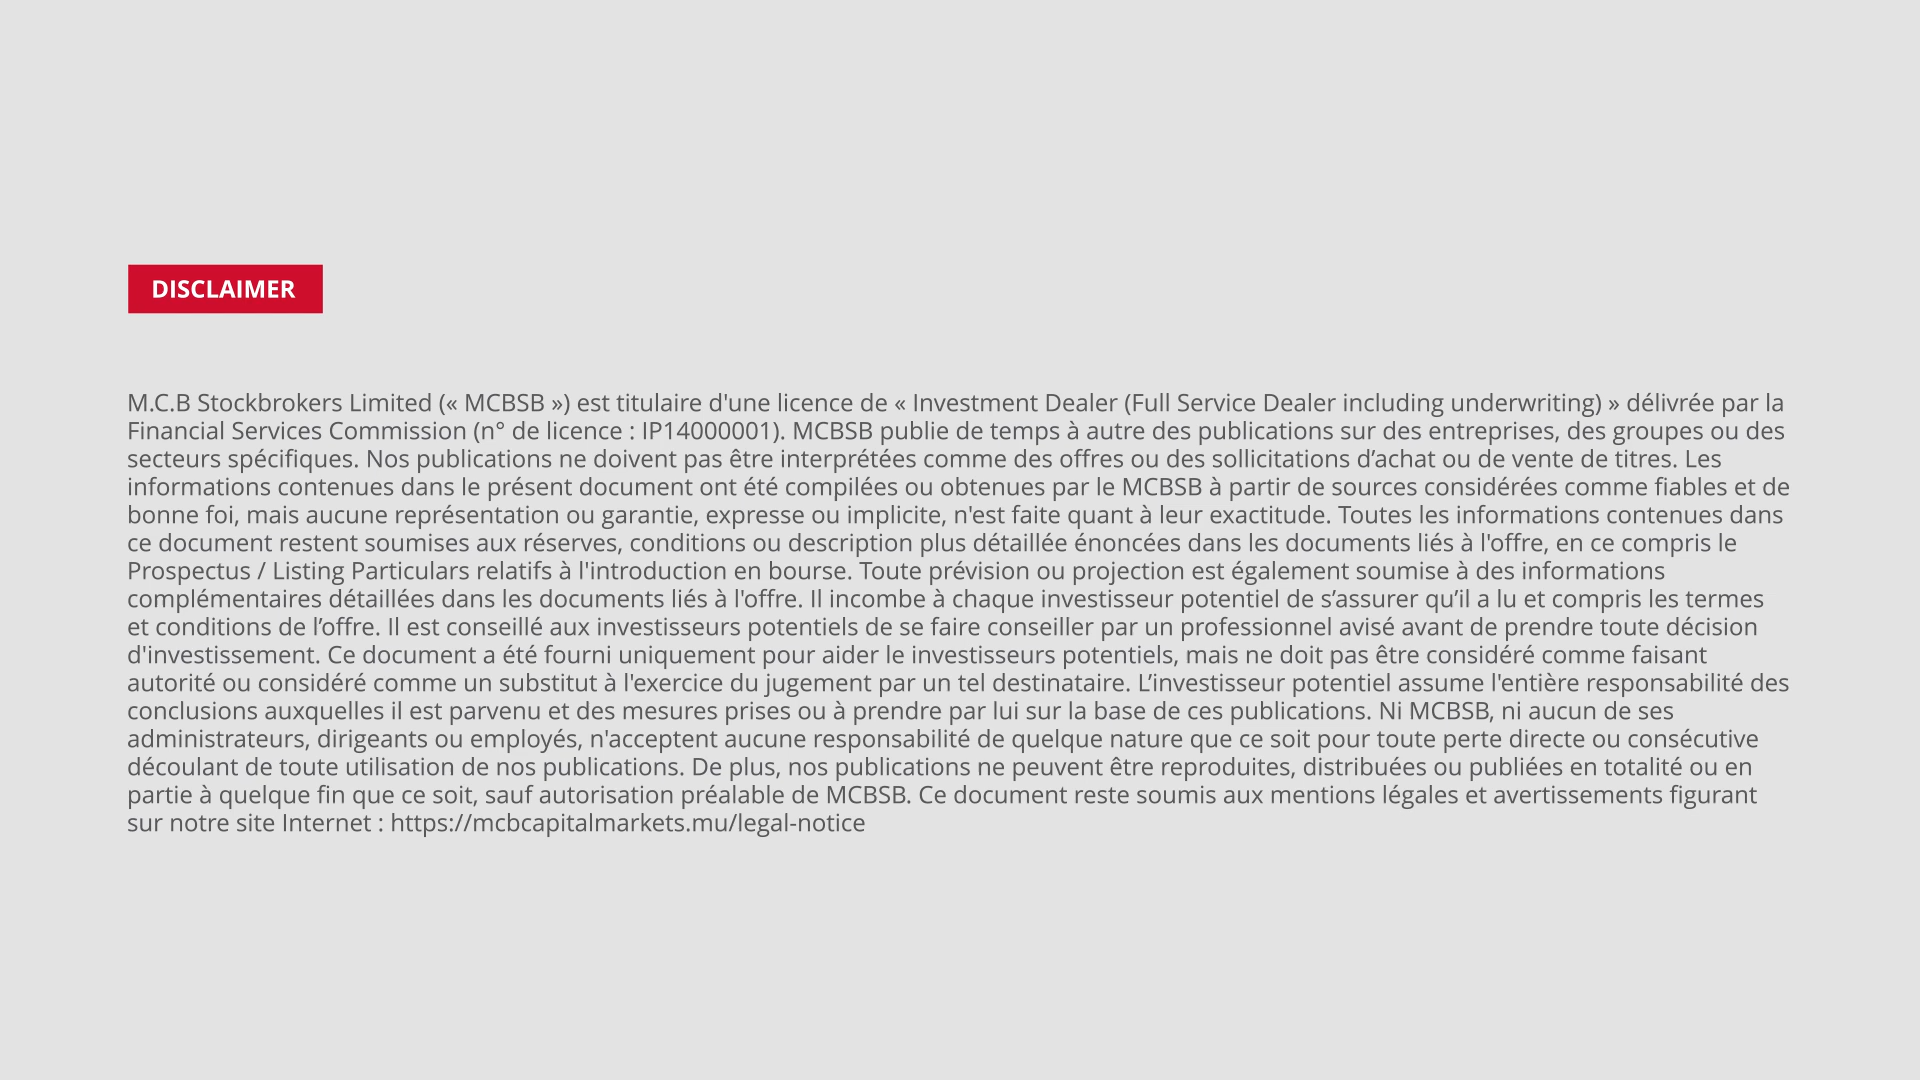 DISCLAIMER
M.C.B Stockbrokers Limited (« MCBSB ») est titulaire d'une licence de « Investment Dealer (Full Service Dealer including underwriting) » délivrée par la
Financial Services Commission (n° de licence : IP14000001). MCBSB publie de temps à autre des publications sur des entreprises, des groupes ou des
secteurs spécifiques. Nos publications ne doivent pas être interprétées comme des offres ou des sollicitations d’achat ou de vente de titres. Les
informations contenues dans le présent document ont été compilées ou obtenues par le MCBSB à partir de sources considérées comme fiables et de
bonne foi, mais aucune représentation ou garantie, expresse ou implicite, n'est faite quant à leur exactitude. Toutes les informations contenues dans
ce document restent soumises aux réserves, conditions ou description plus détaillée énoncées dans les documents liés à l'offre, en ce compris le
Prospectus / Listing Particulars relatifs à l'introduction en bourse. Toute prévision ou projection est également soumise à des informations
complémentaires détaillées dans les documents liés à l'offre. Il incombe à chaque investisseur potentiel de s’assurer qu’il a lu et compris les termes
et conditions de l’offre. Il est conseillé aux investisseurs potentiels de se faire conseiller par un professionnel avisé avant de prendre toute décision
d'investissement. Ce document a été fourni uniquement pour aider le investisseurs potentiels, mais ne doit pas être considéré comme faisant
autorité ou considéré comme un substitut à l'exercice du jugement par un tel destinataire. L’investisseur potentiel assume l'entière responsabilité des
conclusions auxquelles il est parvenu et des mesures prises ou à prendre par lui sur la base de ces publications. Ni MCBSB, ni aucun de ses
administrateurs, dirigeants ou employés, n'acceptent aucune responsabilité de quelque nature que ce soit pour toute perte directe ou consécutive
découlant de toute utilisation de nos publications. De plus, nos publications ne peuvent être reproduites, distribuées ou publiées en totalité ou en
partie à quelque fin que ce soit, sauf autorisation préalable de MCBSB. Ce document reste soumis aux mentions légales et avertissements figurant
sur notre site Internet : https://mcbcapitalmarkets.mu/legal-notice